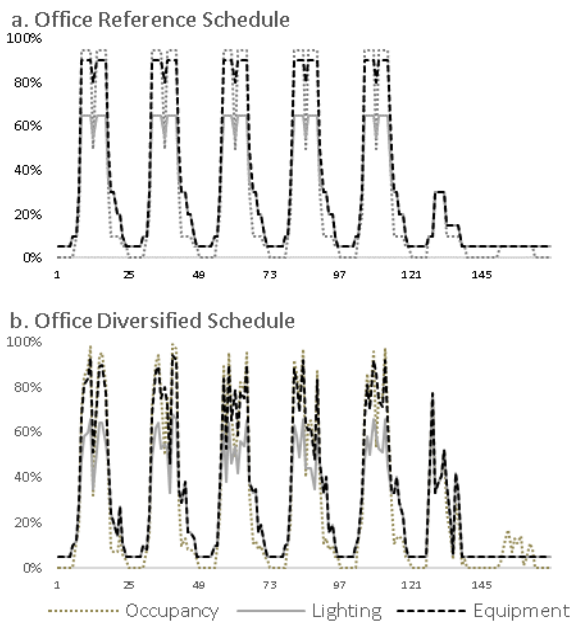 a. Office Reference Schedule
100%
80%
60%
40%
20%
0%
1 25 49 73 97 121 145
b. Office Diversified Schedule
100%
80%
60%
40%
20%
0%
1 25 49 73 97 121 145
Occupancy Lighting Equipment